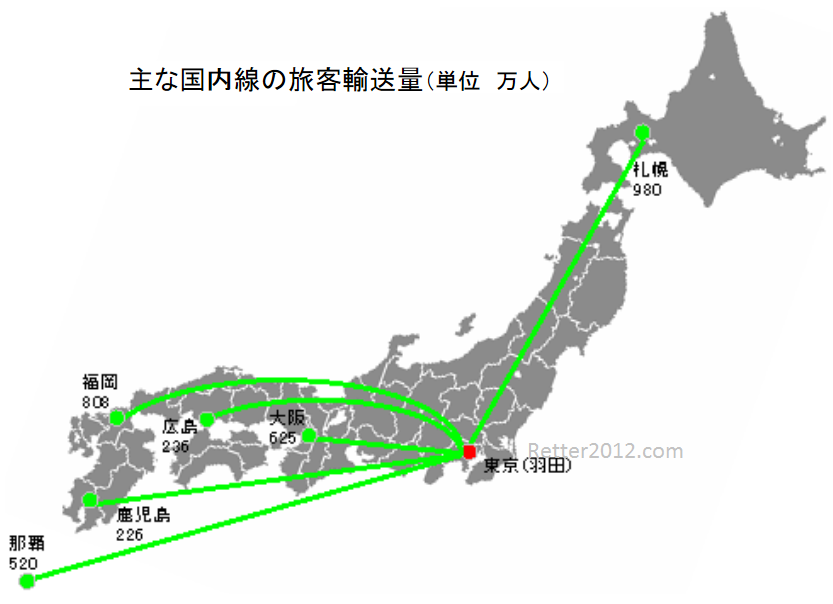 主な国内線の旅客輸送量(単位 万人)
札幌
980
福岡
808
広島
236
大阪
625
Retter2012.com
東京(羽田)
鹿児島
226
那覇
520